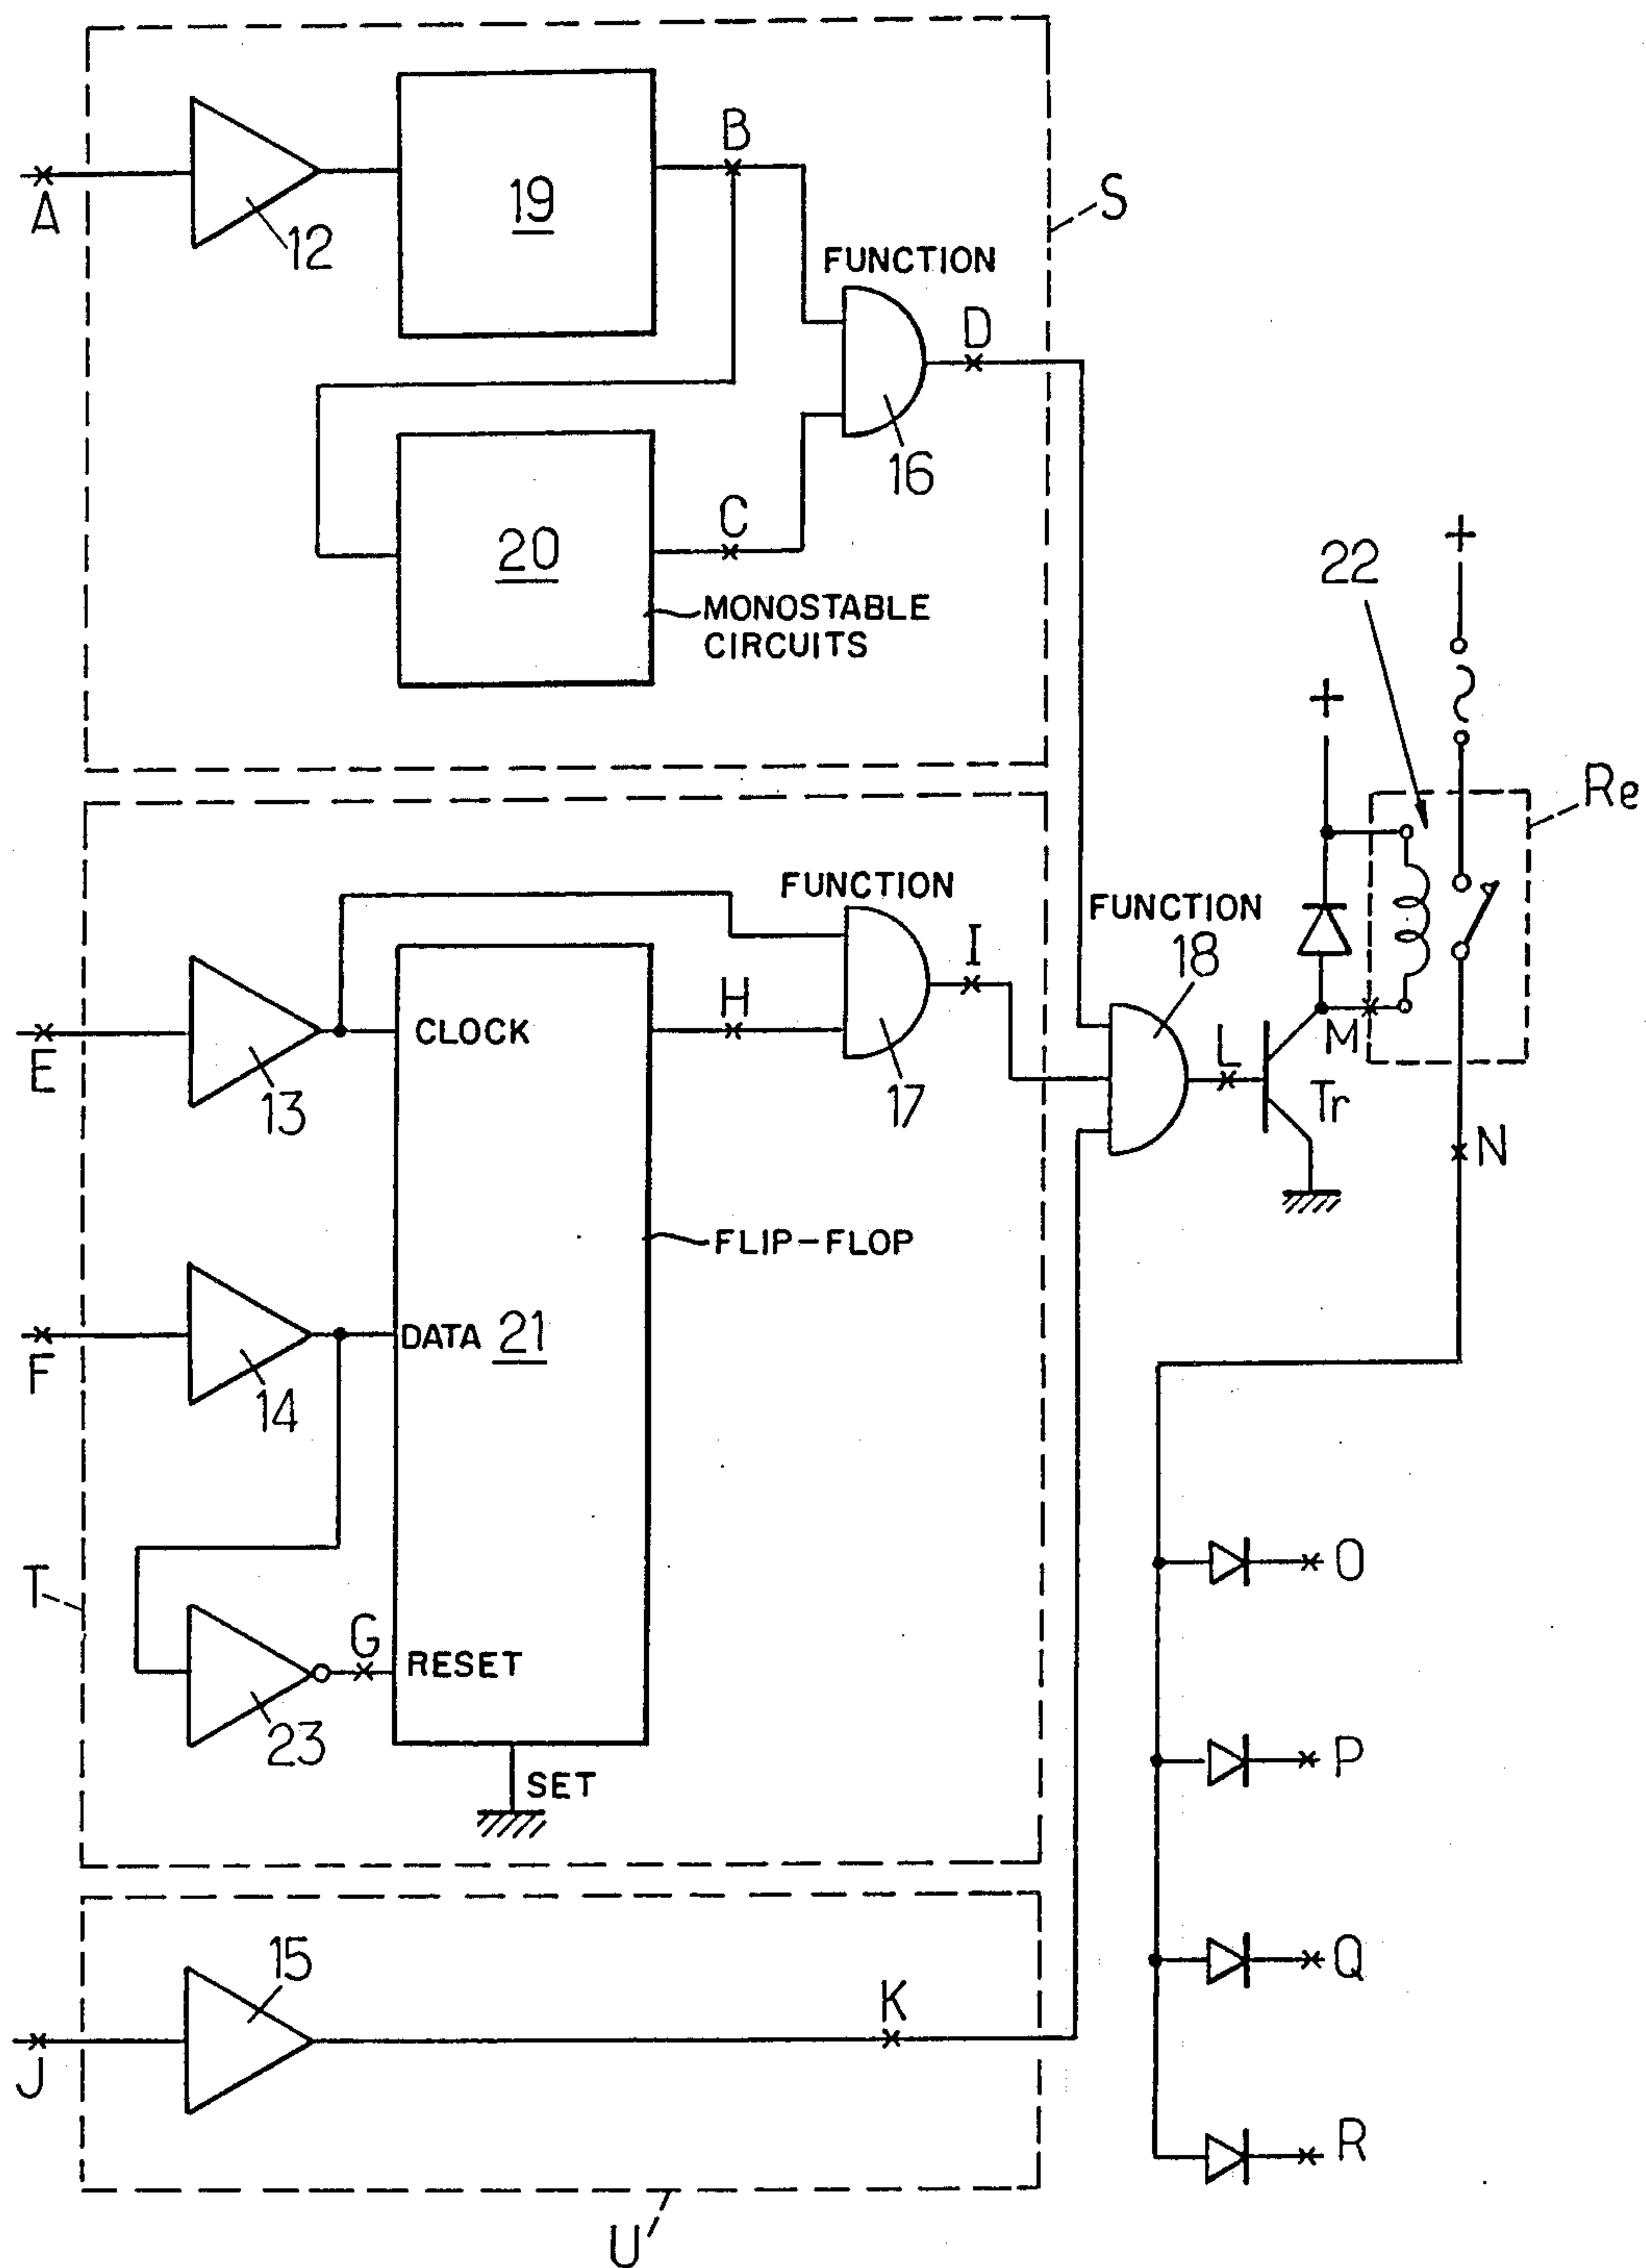 A
12
19
B
S
FUNCTION
D
16
20
C
MONOSTABLE
CIRCUITS
22
+
+
Re
FUNCTION
FUNCTION
18
I
H
E
13
CLOCK
17
L
M
Tr
N
FLIP-FLOP
F
14
DATA 21
O
T
G
RESET
23
SET
P
15
K
Q
J
R
U'